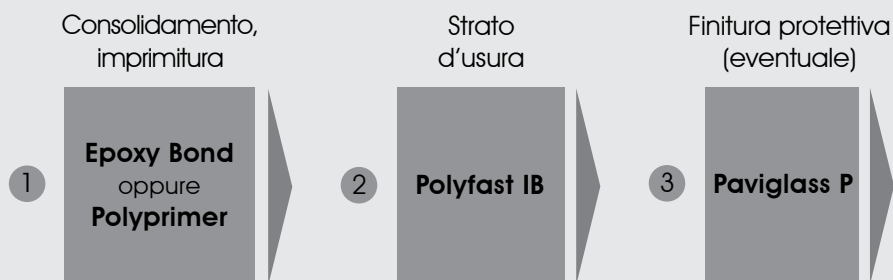 Consolidamento,
imprimitura
1
Epoxy Bond
oppure
Polyprimer
Strato
d’usura
2
Polyfast IB
Finitura protettiva
(eventuale)
3
Paviglass P